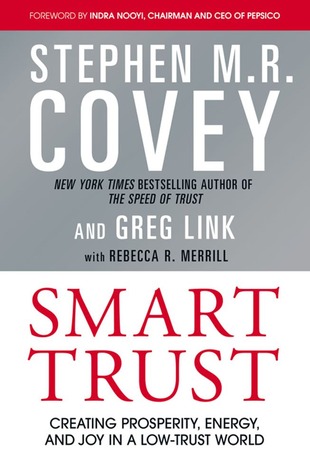 FOREWORD BY INDRA NOOYI, CHAIRMAN AND CEO OF PEPSICO
STEPHEN M.R.
COVEY
NEW YORK TIMES BESTSELLING AUTHOR OF
THE SPEED OF TRUST
AND GREG LINK
with REBECCA R. MERRILL
SMART
TRUST
CREATING PROSPERITY, ENERGY,
AND JOY IN A LOW-TRUST WORLD